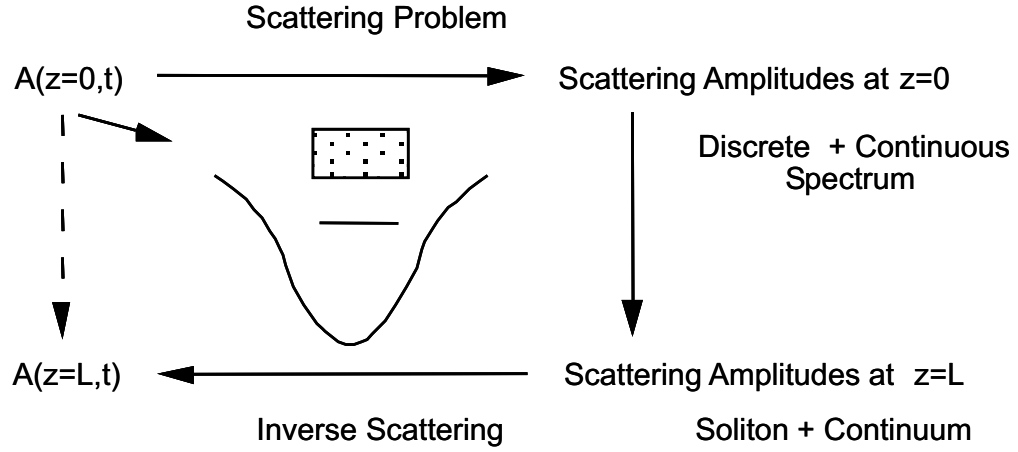 Scattering Problem
A(z=0,t)
Scattering Amplitudes at z=0
Discrete + Continuous
Spectrum
A(z=L,t)
Scattering Amplitudes at z=L
Inverse Scattering
Soliton + Continuum